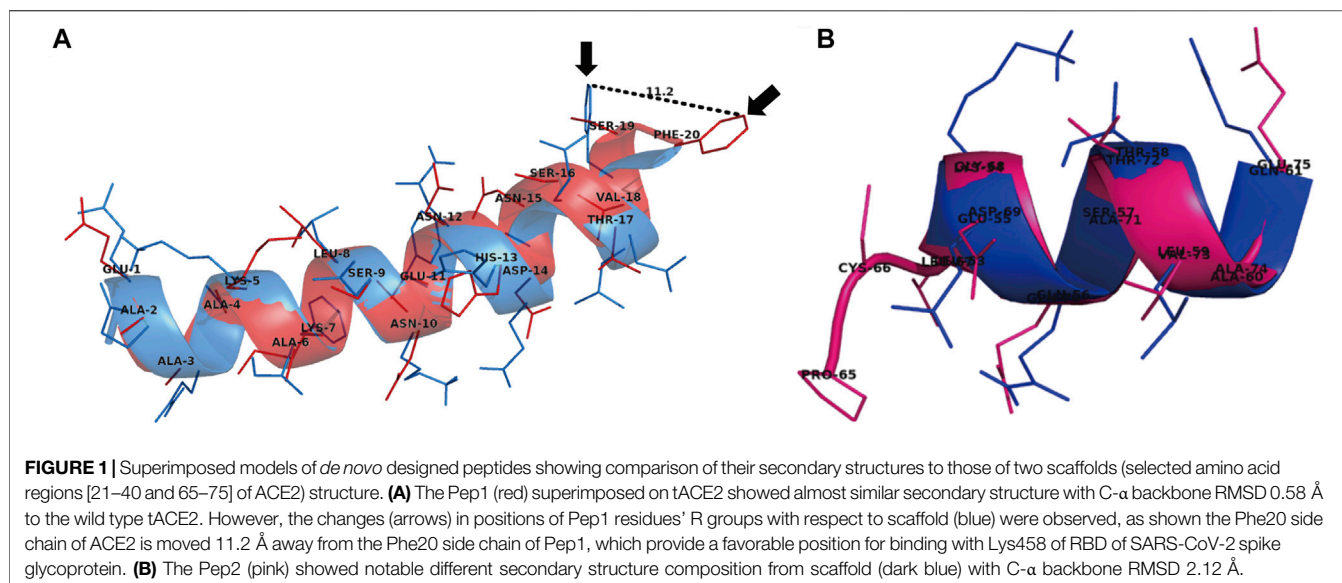 A
B
11.2
SER-19
PHE-20
SER-16
ASN-15
VAL-18
THR-17
ASN-12
HIS-13
ASP-14
GLU-11
LEU-8
SER-9
ASN-10
GLU-1
LYS-5
ALA-2
ALA-4
LYS-7
ALA-6
ALA-3
THR-58
THR-72
GLU-75
GLN-61
ASP-69
GLU-55
SER-57
ALA-71
LEU-59
VAL-73
ALA-74
ALA-60
CYS-66
PRO-65
FIGURE 1 | Superimposed models of de novo designed peptides showing comparison of their secondary structures to those of two scaffolds (selected amino acid
regions [21–40 and 65–75] of ACE2) structure. (A) The Pep1 (red) superimposed on tACE2 showed almost similar secondary structure with C-α backbone RMSD 0.58 Å
to the wild type tACE2. However, the changes (arrows) in positions of Pep1 residues' R groups with respect to scaffold (blue) were observed, as shown the Phe20 side
chain of ACE2 is moved 11.2 Å away from the Phe20 side chain of Pep1, which provide a favorable position for binding with Lys458 of RBD of SARS-CoV-2 spike
glycoprotein. (B) The Pep2 (pink) showed notable different secondary structure composition from scaffold (dark blue) with C-α backbone RMSD 2.12 Å.